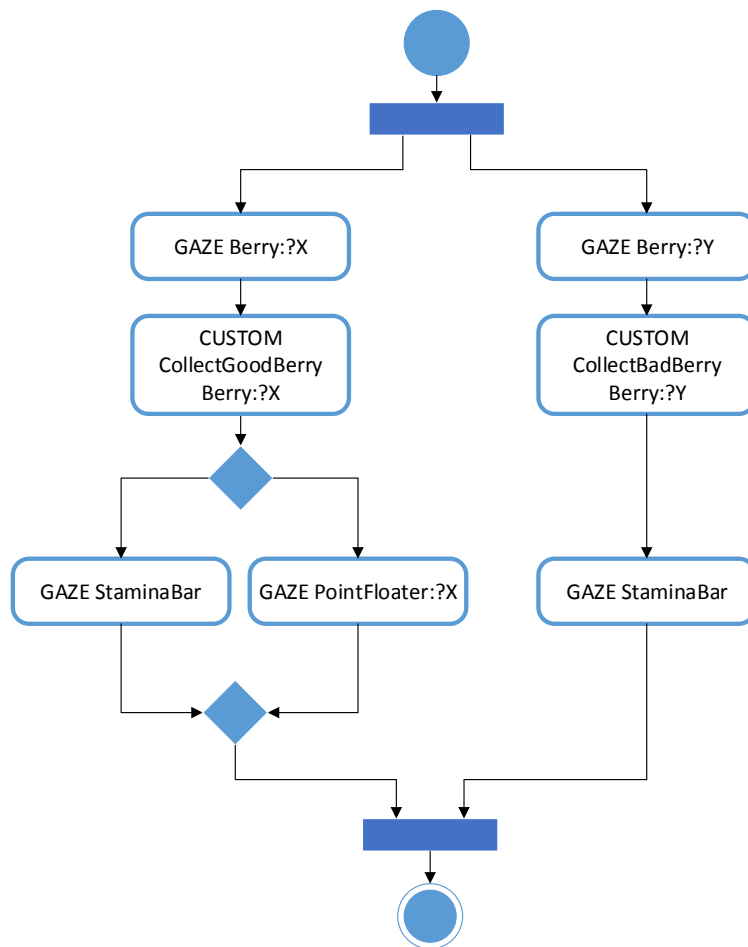 GAZE Berry:?X
GAZE Berry:?Y
CUSTOM
CollectGoodBerry
Berry:?X
CUSTOM
CollectBadBerry
Berry:?Y
GAZE StaminaBar
GAZE PointFloater:?X
GAZE StaminaBar